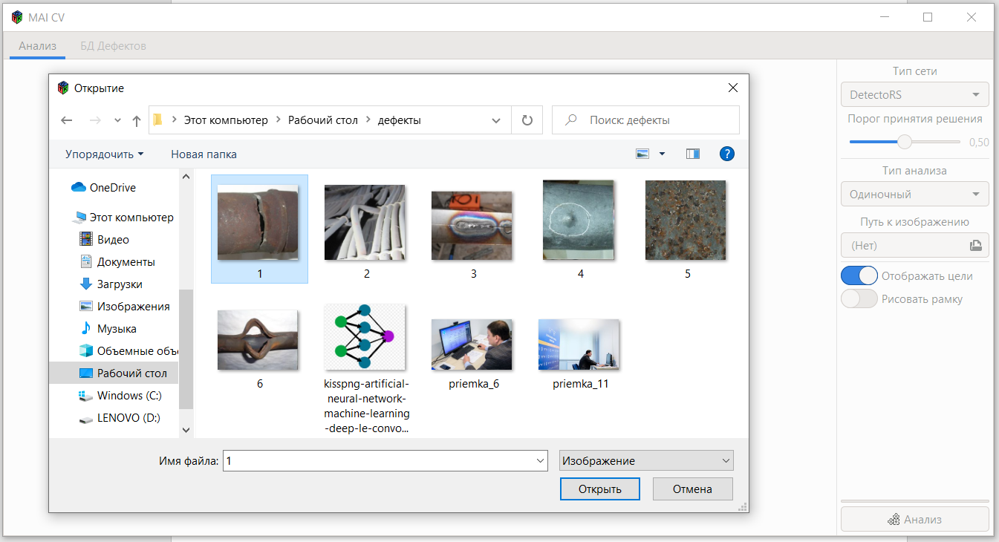 MAI CV
Анализ БД Дефектов
Открытие
Этот компьютер Рабочий стол дефекты
Поиск: дефекты
Упорядочить Новая папка
OneDrive
Этот компьютер
Видео
Документы
Загрузки
Изображения
Музыка
Объемные объ
Рабочий стол
Windows (C:)
LENOVO (D:)
1
2
3
4
5
6
kisspng-artificial-
neural-network-
machine-learning
-deep-le-convo...
priemka_6
priemka_11
Имя файла: 1
Изображение
Открыть Отмена
Тип сети
DetectoRS
Порог принятия решения
0,50
Тип анализа
Одиночный
Путь к изображению
(Нет)
Отображать цели
Рисовать рамку
Анализ